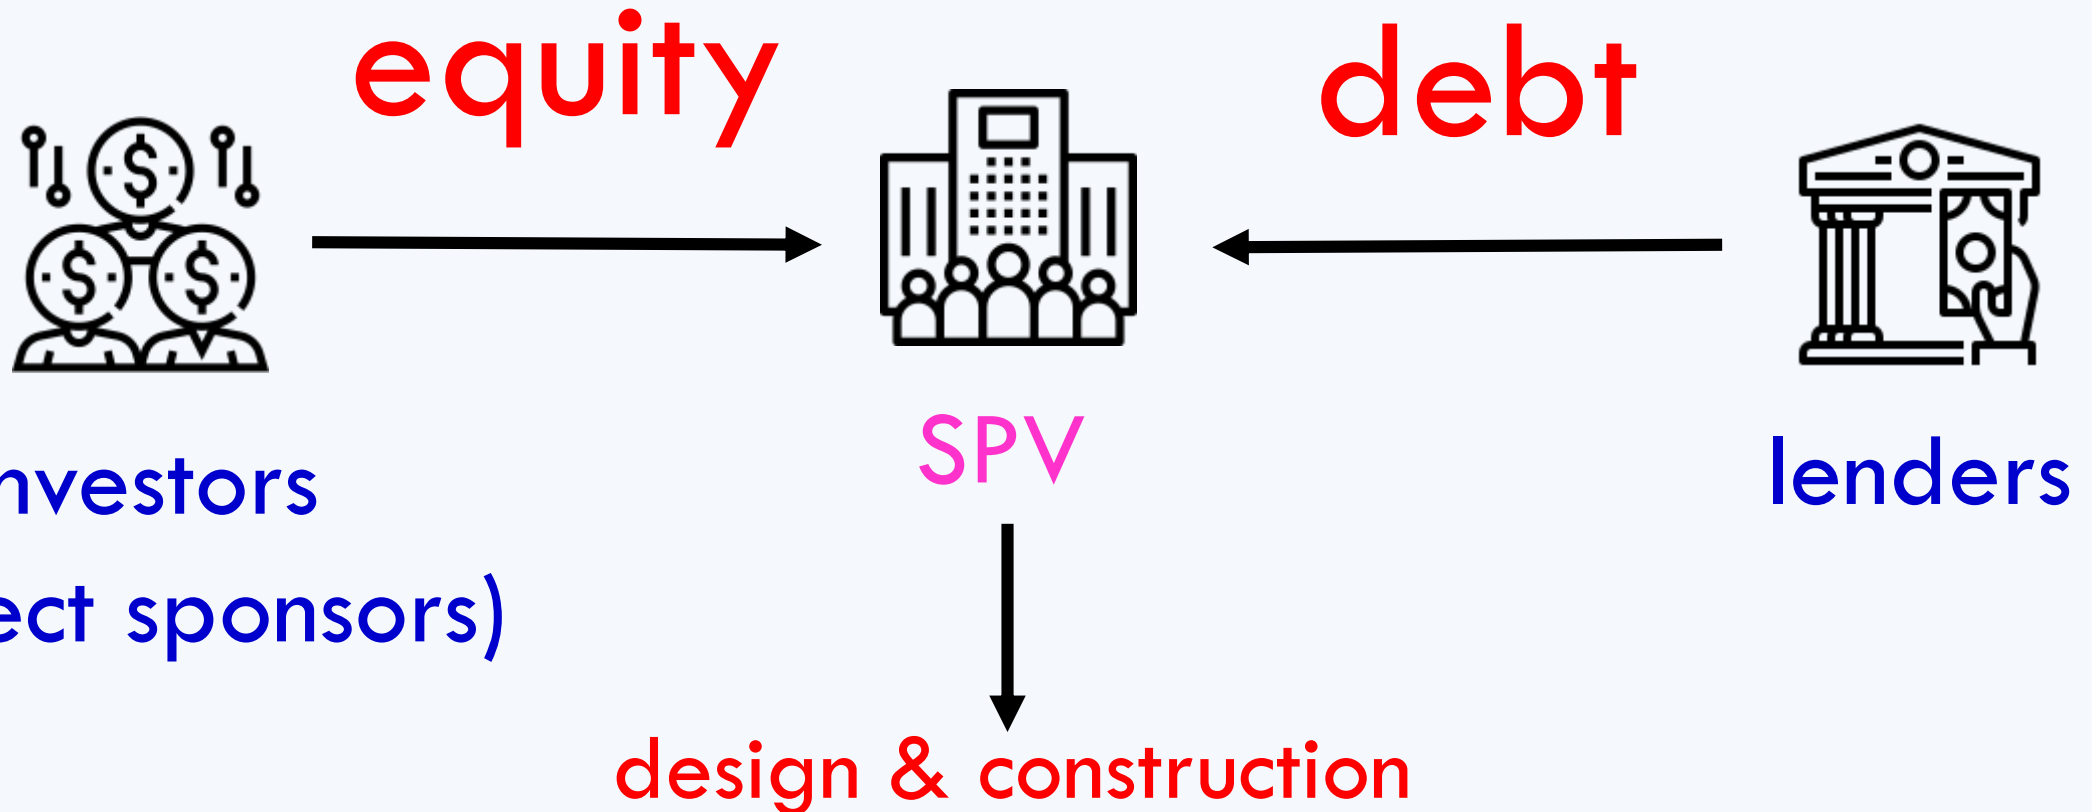 equity
debt
SPV
nvestors
lenders
ect sponsors)
design & construction